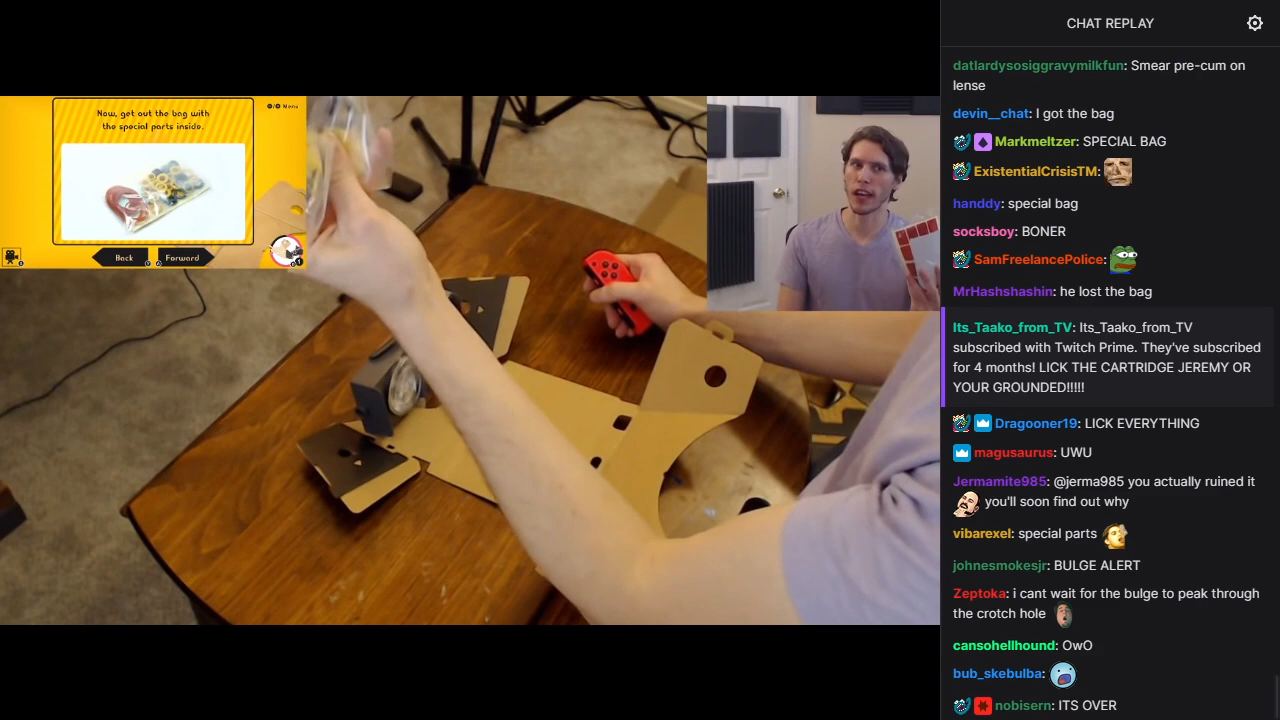 Now, get out the bag with
the special parts inside.
Menu
Back
Forward
CHAT REPLAY
datlardysosiggravymilkfun: Smear pre-cum on
lense
devin__chat: I got the bag
Markmeltzer: SPECIAL BAG
ExistentialCrisisTM:
handdy: special bag
socksboy: BONER
SamFreelancePolice:
MrHashshashin: he lost the bag
Its_Taako_from_TV: Its_Taako_from_TV
subscribed with Twitch Prime. They've subscribed
for 4 months! LICK THE CARTRIDGE JEREMY OR
YOUR GROUNDED!!!!!
Dragooner19: LICK EVERYTHING
magusaurus: UWU
Jermamite985: @jerma985 you actually ruined it
you'll soon find out why
vibarexel: special parts
johnesmokesjr: BULGE ALERT
Zeptoka: i cant wait for the bulge to peak through
the crotch hole
cansohellhound: OwO
bub_skebulba:
nobisern: ITS OVER